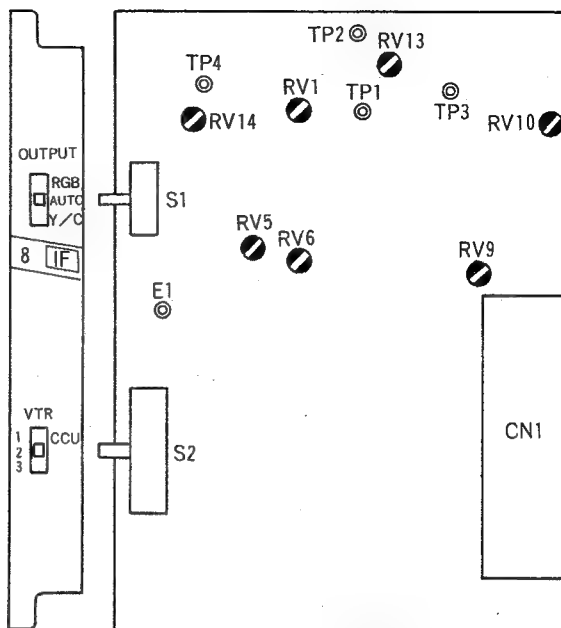 TP2
RV13
TP4
RV1
TP1
TP3
RV14
RV10
OUTPUT
RGB
AUTO
Y/C
S1
8 IF
RV5
RV6
RV9
E1
VTR
1 CCU
2
3
S2
CN1